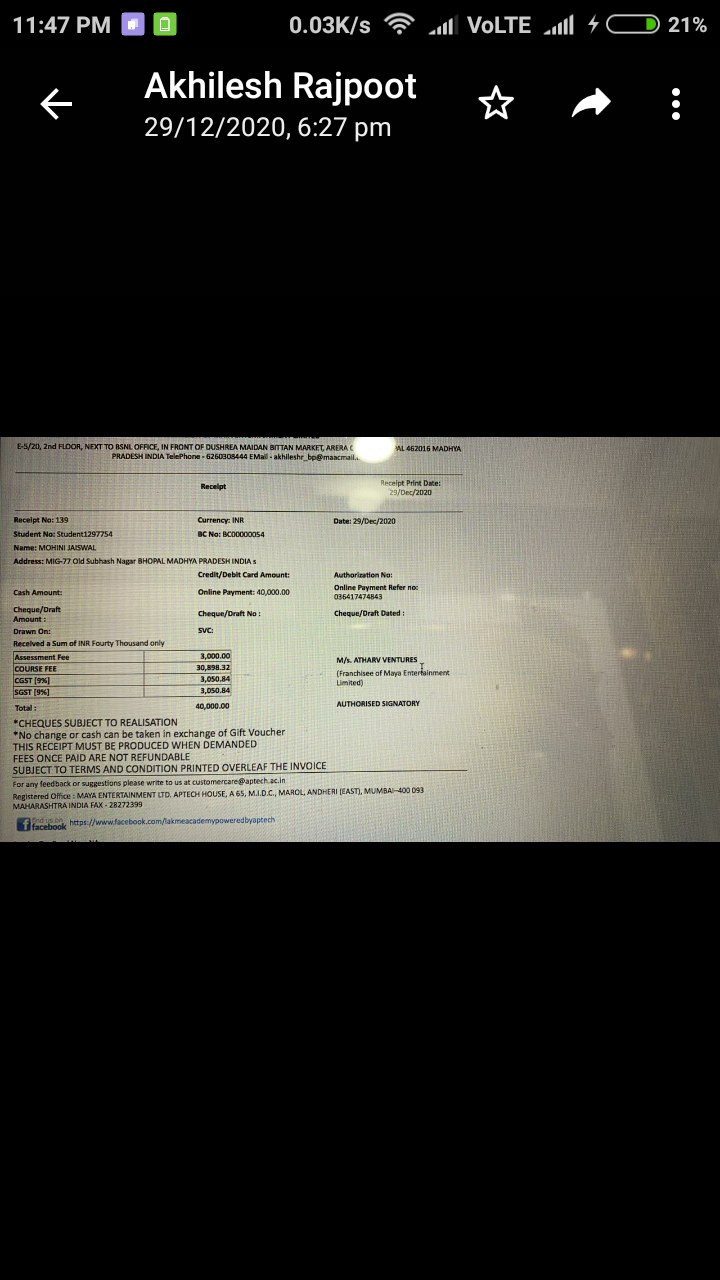 11:47 PM 0.03K/s VoLTE 21%
Akhilesh Rajpoot
29/12/2020, 6:27 pm
E-5/20, 2nd FLOOR, NEXT TO BSNL OFFICE, IN FRONT OF DUSHREA MAIDAN BITTAN MARKET, ARERA PAL 462016 MADHYA
PRADESH INDIA TelePhone - 6260308444 EMail - akhileshr_bp@maacmail.
Receipt
Receipt Print Date:
29/Dec/2020
Receipt No: 139 Currency: INR Date: 29/Dec/2020
Student No: Student1297754 BC No: BC00000054
Name: MOHINI JAISWAL
Address: MIG-77 Old Subhash Nagar BHOPAL MADHYA PRADESH INDIA s
Credit/Debit Card Amount: Authorization No:
Cash Amount: Online Payment: 40,000.00 Online Payment Refer no:
036417474843
Cheque/Draft
Amount : Cheque/Draft No : Cheque/Draft Dated :
Drawn On: SVC:
Received a Sum of INR Fourty Thousand only
Assessment Fee 3,000.00
COURSE FEE 30,898.32
CGST [9%] 3,050.84
SGST [9%] 3,050.84
Total : 40,000.00
M/s. ATHARV VENTURES
(Franchisee of Maya Entertainment
Limited)
AUTHORISED SIGNATORY
*CHEQUES SUBJECT TO REALISATION
*No change or cash can be taken in exchange of Gift Voucher
THIS RECEIPT MUST BE PRODUCED WHEN DEMANDED
FEES ONCE PAID ARE NOT REFUNDABLE
SUBJECT TO TERMS AND CONDITION PRINTED OVERLEAF THE INVOICE
For any feedback or suggestions please write to us at customercare@aptech.ac.in
Registered Office : MAYA ENTERTAINMENT LTD. APTECH HOUSE, A 65, M.I.D.C., MAROL, ANDHERI (EAST), MUMBAI-400 093
MAHARASHTRA INDIA FAX - 28272399
find us on
facebook https://www.facebook.com/lakmeacademypoweredbyaptech